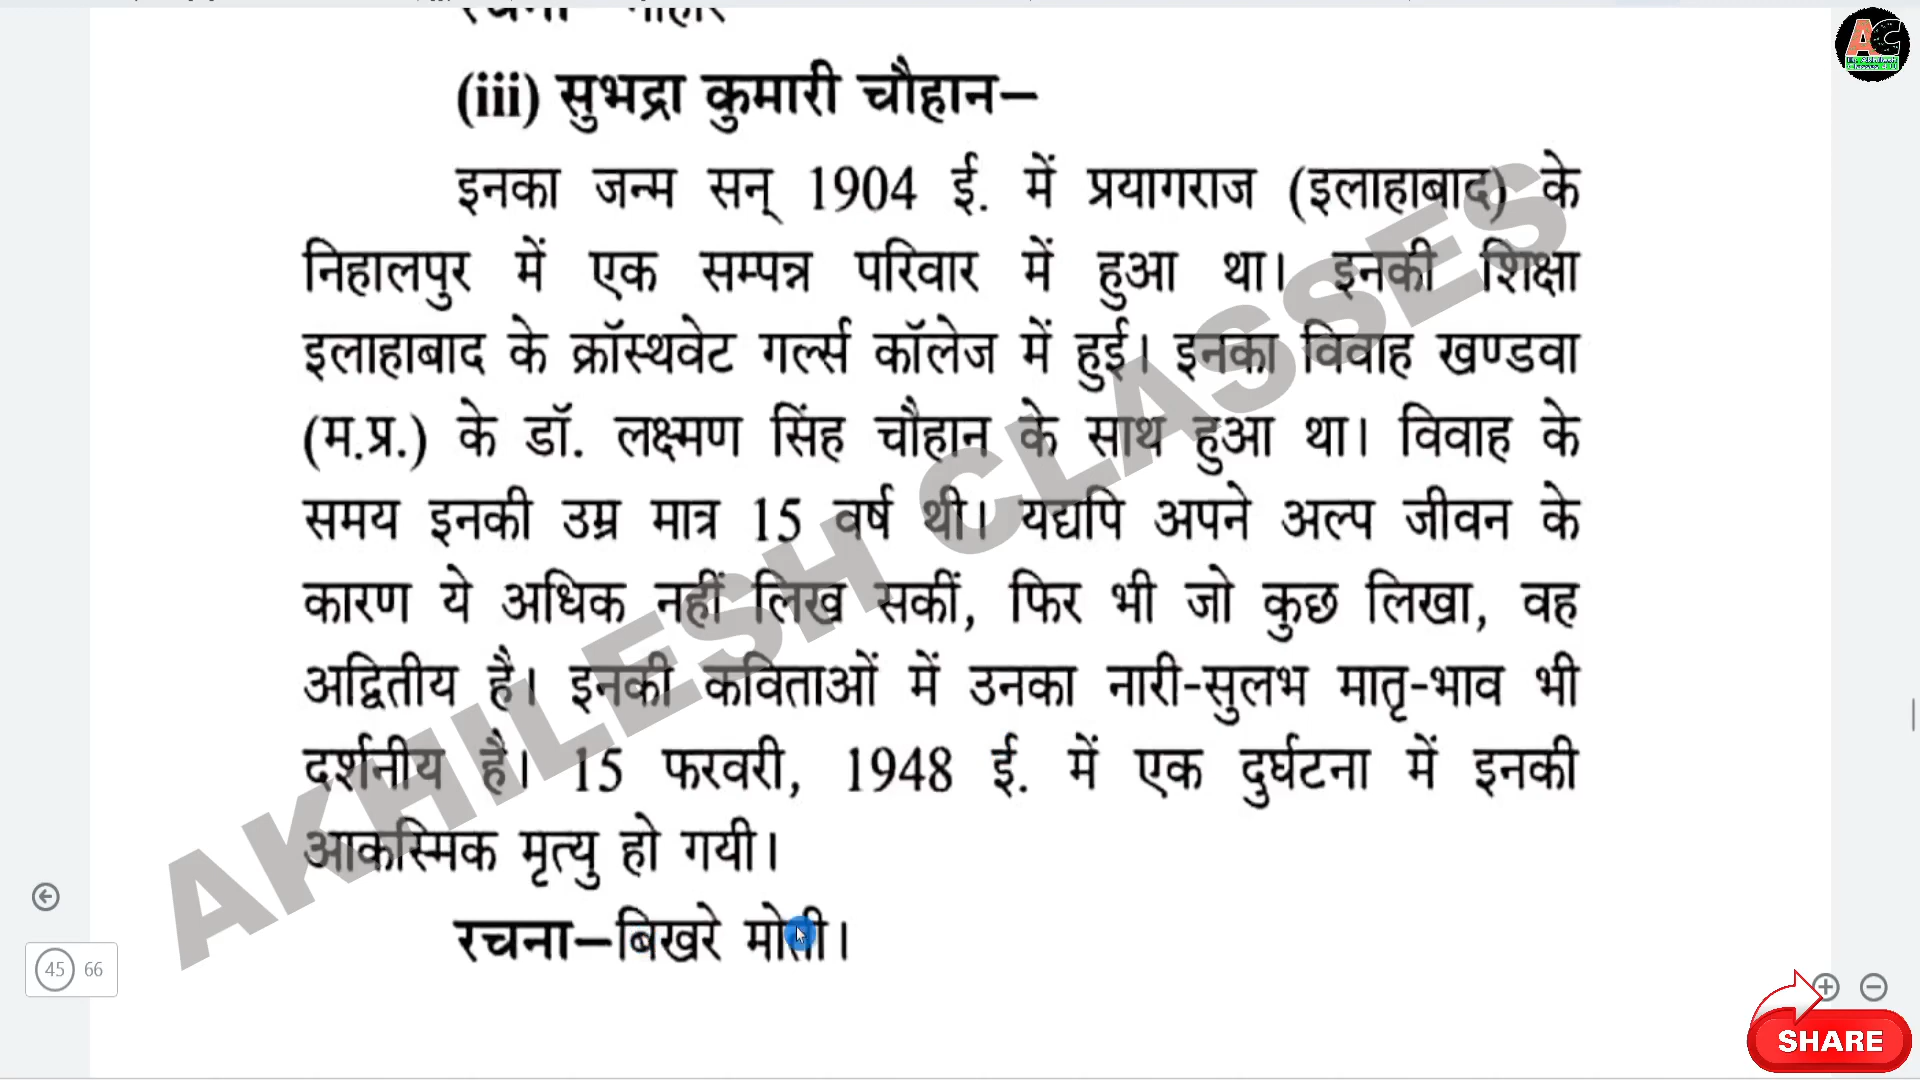 (iii) सुभद्रा कुमारी चौहान–
इनका जन्म सन् 1904 ई. में प्रयागराज (इलाहाबाद) के
निहालपुर में एक सम्पन्न परिवार में हुआ था। इनकी शिक्षा
इलाहाबाद के क्रॉस्थवेट गर्ल्स कॉलेज में हुई। इनका विवाह खण्डवा
(म.प्र.) के डॉ. लक्ष्मण सिंह चौहान के साथ हुआ था। विवाह के
समय इनकी उम्र मात्र 15 वर्ष थी। यद्यपि अपने अल्प जीवन के
कारण ये अधिक नहीं लिख सकीं, फिर भी जो कुछ लिखा, वह
अद्वितीय है। इनकी कविताओं में उनका नारी-सुलभ मातृ-भाव भी
दर्शनीय है। 15 फरवरी, 1948 ई. में एक दुर्घटना में इनकी
आकस्मिक मृत्यु हो गयी।
रचना–बिखरे मोती।
AKHILESH CLASSES
45 66
AC
SHARE